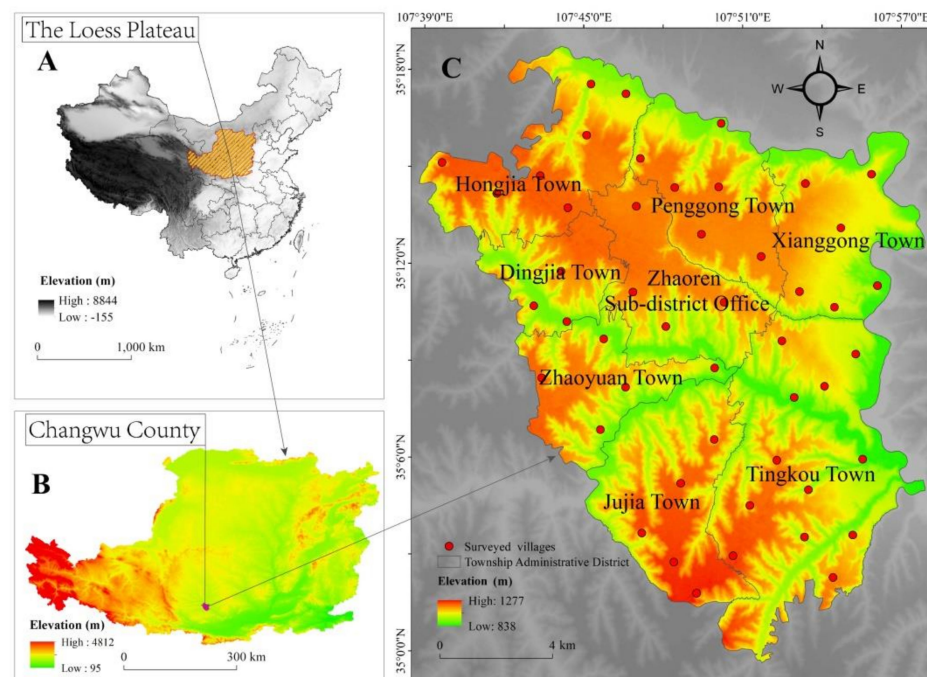 The Loess Plateau
A
Elevation (m)
High : 8844
Low : -155
0 1,000 km
Changwu County
B
Elevation (m)
High : 4812
Low : 95
0 300 km
107°39'0"E 107°45'0"E 107°51'0"E 107°57'0"E
C
N
W E
S
35°18'0"N
35°12'0"N
35°6'0"N
35°0'0"N
Hongjia Town
Penggong Town
Xianggong Town
Dingjia Town
Zhaoren
Sub-district Office
Zhaoyuan Town
Tingkou Town
Jujia Town
Surveyed villages
Township Administrative District
Elevation (m)
High: 1277
Low: 838
0 4 km